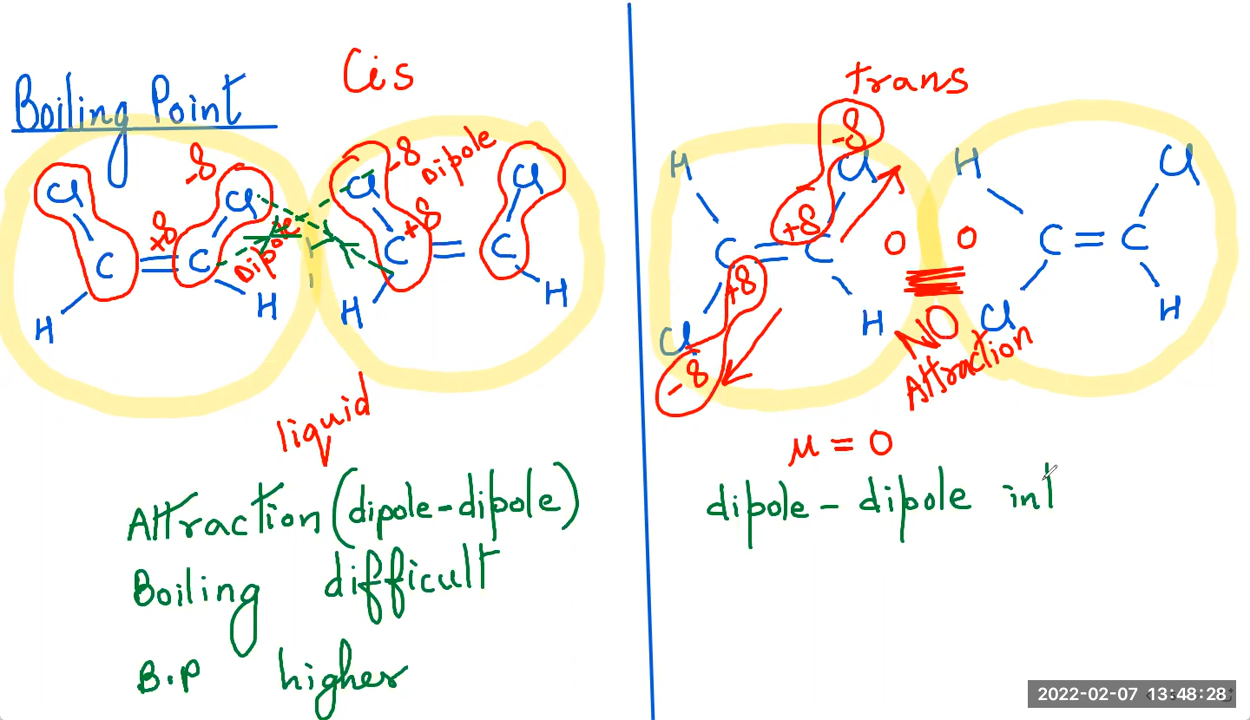 Boiling Point
Cis
-δ
Cl
Cl
+δ
C
C
Dipole
H
H
-δ
Dipole
Cl
Cl
+δ
C
C
H
H
liquid
Attraction (dipole-dipole)
Boiling difficult
B.P higher
trans
-δ
H
Cl
+δ
C
C
+δ
Cl
H
-δ
O
O
H
Cl
C
C
Cl
H
NO
Attraction
μ = 0
dipole - dipole int
2022-02-07 13:48:28